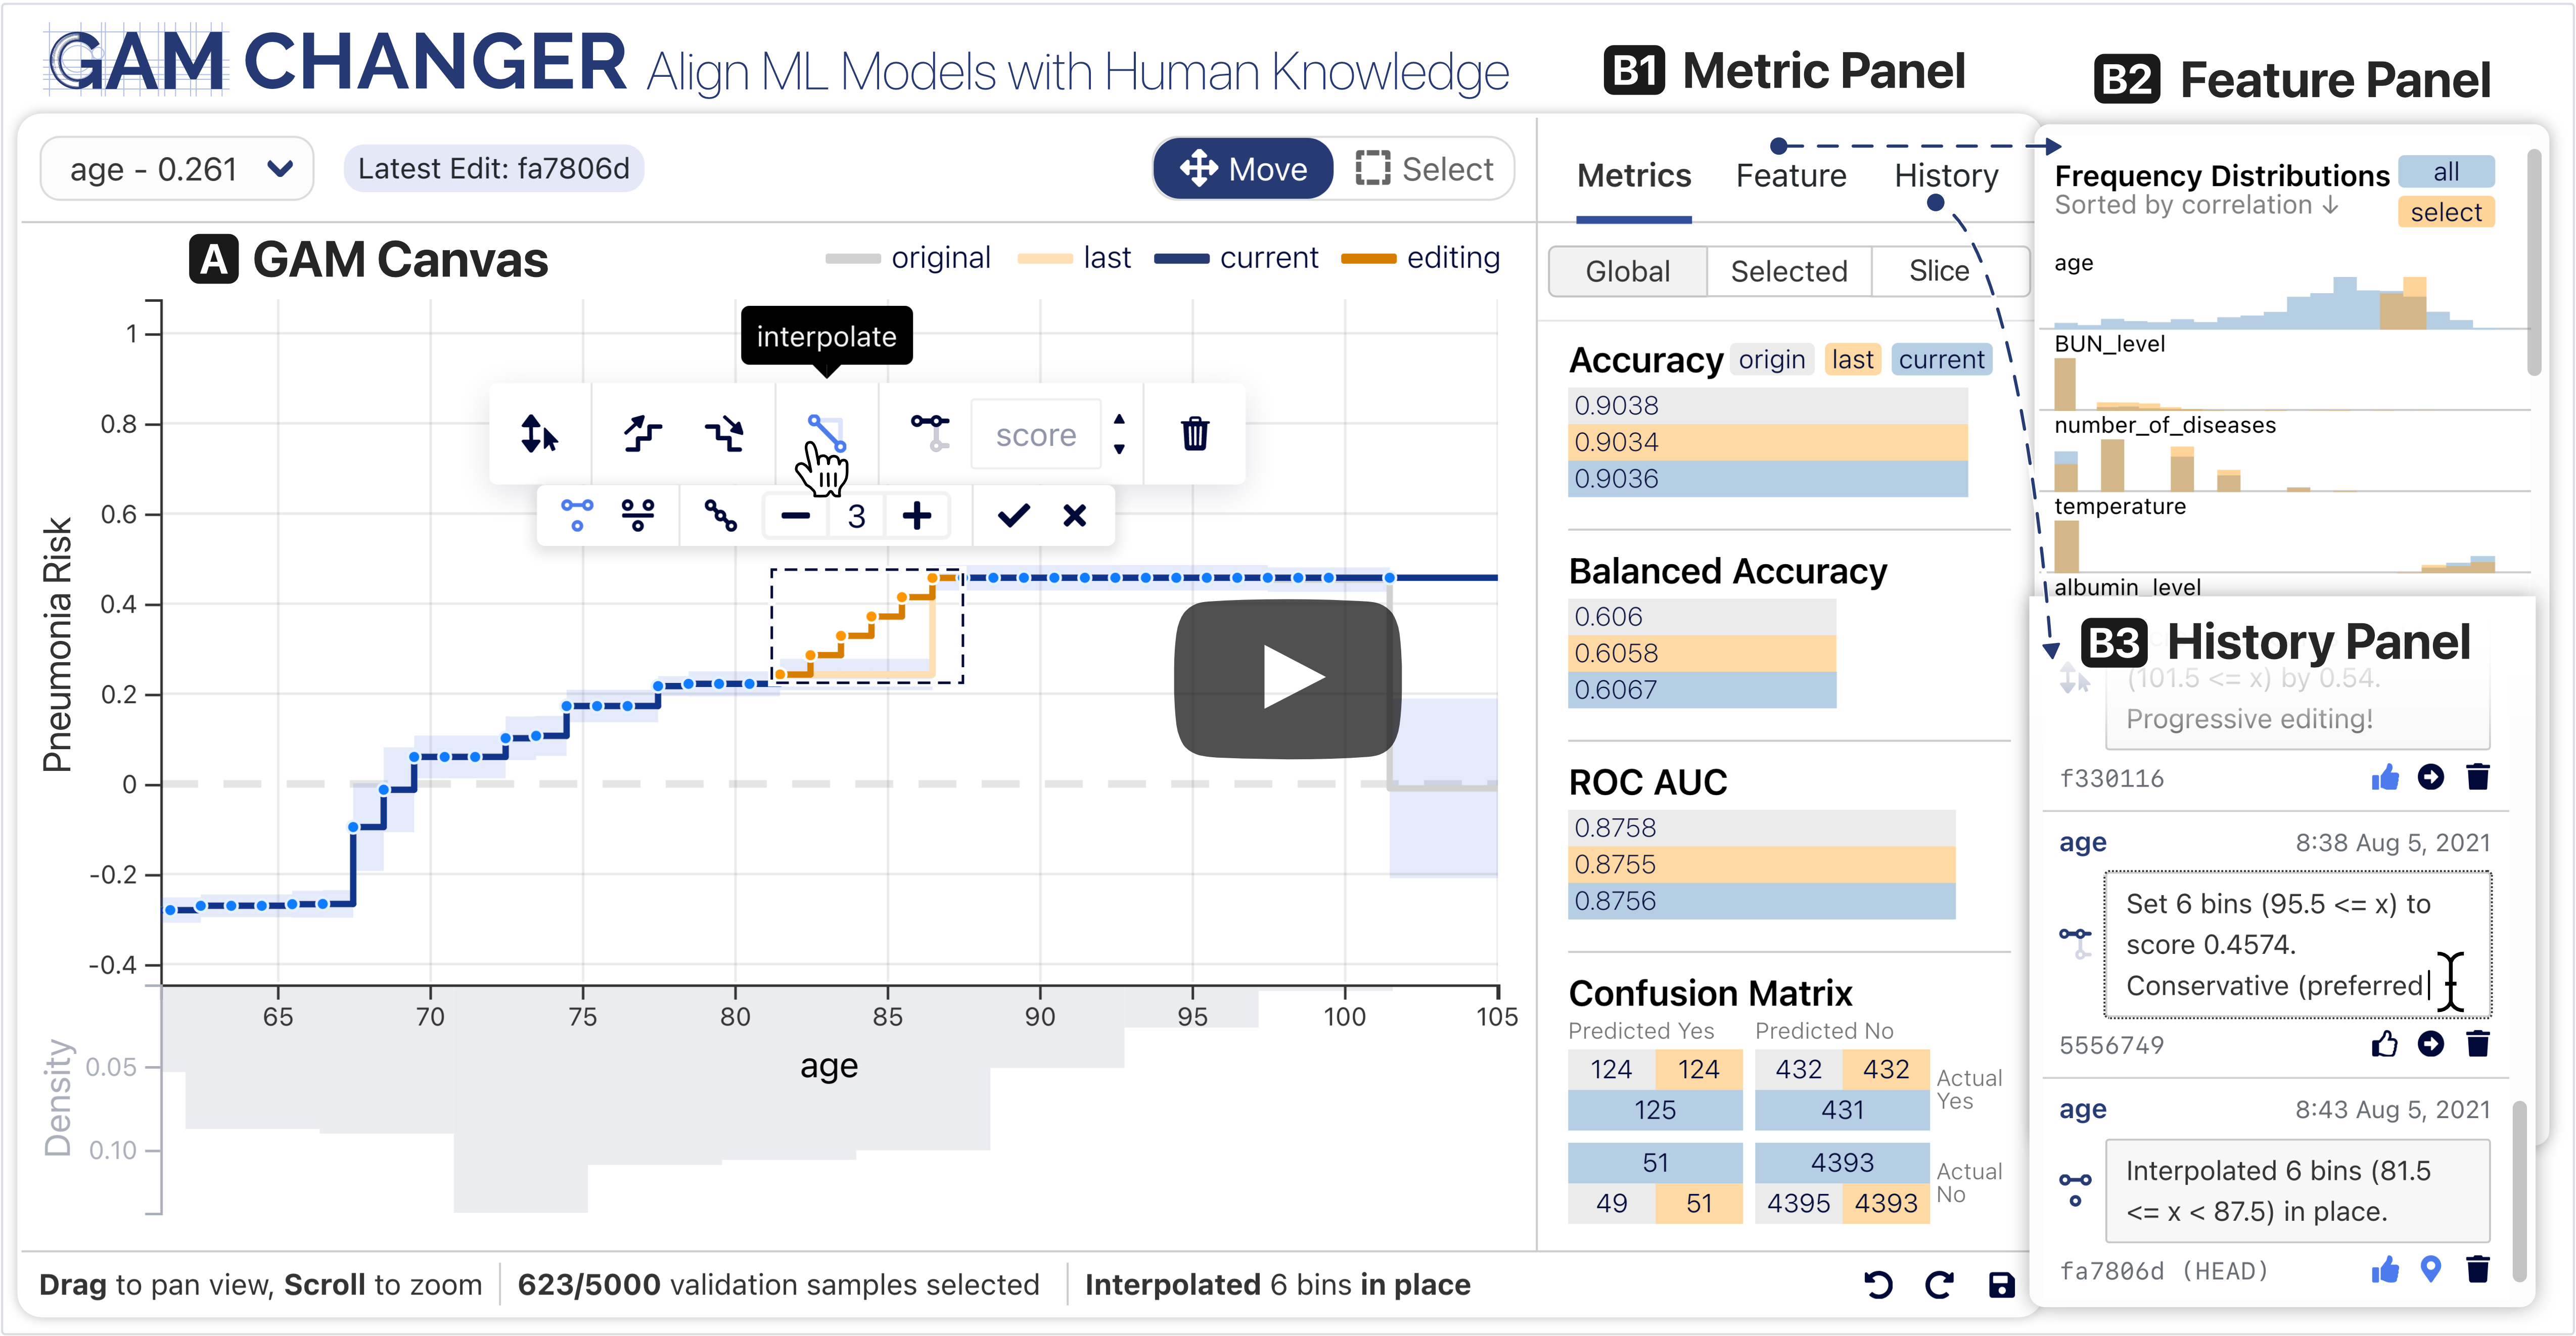 GAM CHANGER Align ML Models with Human Knowledge
B1 Metric Panel
B2 Feature Panel
age - 0.261
Latest Edit: fa7806d
Move
Select
A GAM Canvas
original
last
current
editing
interpolate
score
3
Pneumonia Risk
1
0.8
0.6
0.4
0.2
0
-0.2
-0.4
65
70
75
80
85
90
95
100
105
age
Density
0.05
0.10
Drag to pan view, Scroll to zoom
623/5000 validation samples selected
Interpolated 6 bins in place
Metrics
Feature
History
Global
Selected
Slice
Accuracy
origin
last
current
0.9038
0.9034
0.9036
Balanced Accuracy
0.606
0.6058
0.6067
ROC AUC
0.8758
0.8755
0.8756
Confusion Matrix
Predicted Yes
Predicted No
124
124
432
432
125
431
Actual
Yes
51
4393
49
51
4395
4393
Actual
No
Frequency Distributions
all
Sorted by correlation ↓
select
age
BUN_level
number_of_diseases
temperature
albumin_level
B3 History Panel
(101.5 <= x) by 0.54.
Progressive editing!
f330116
age
8:38 Aug 5, 2021
Set 6 bins (95.5 <= x) to
score 0.4574.
Conservative (preferred
5556749
age
8:43 Aug 5, 2021
Interpolated 6 bins (81.5
<= x < 87.5) in place.
fa7806d (HEAD)